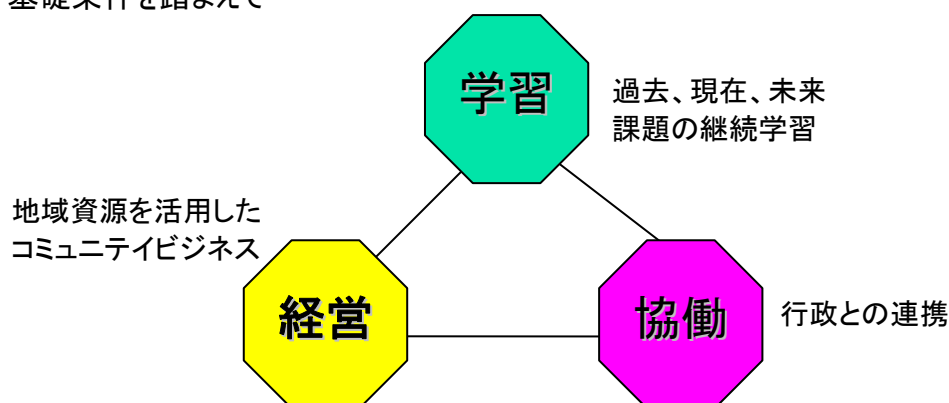 基礎条件を踏まえて
学習
過去、現在、未来
課題の継続学習
地域資源を活用した
コミュニテイビジネス
経営
協働
行政との連携